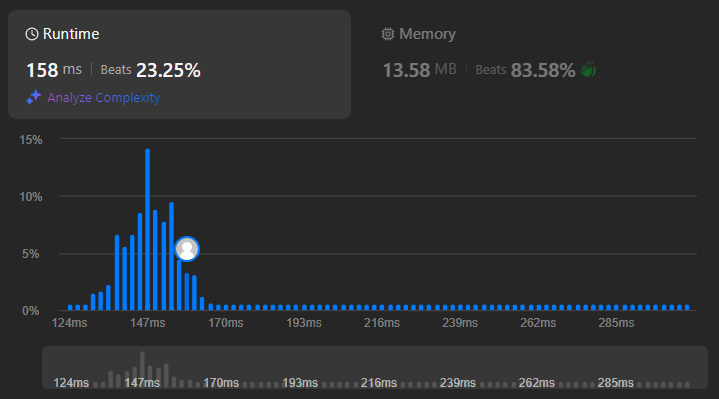 Runtime
158 ms | Beats 23.25%
Analyze Complexity
Memory
13.58 MB | Beats 83.58%
15%
10%
5%
0%
124ms 147ms 170ms 193ms 216ms 239ms 262ms 285ms
124ms 147ms 170ms 193ms 216ms 239ms 262ms 285ms